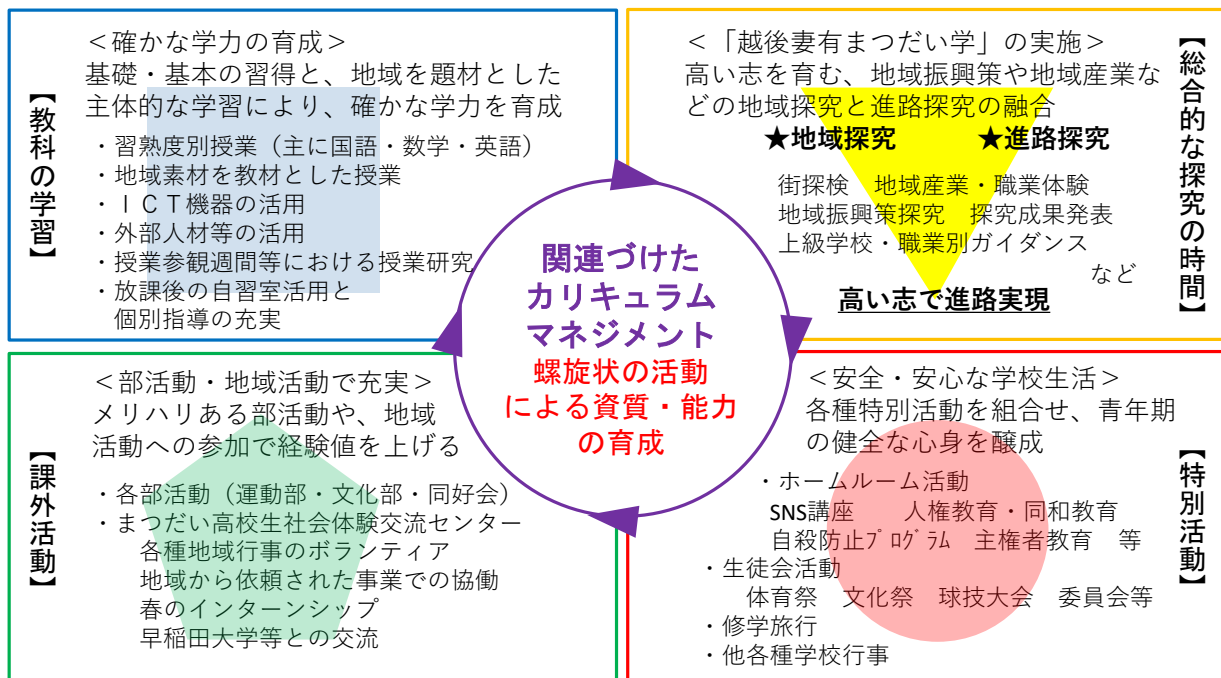 【教科の学習】
＜確かな学力の育成＞
基礎・基本の習得と、地域を題材とした
主体的な学習により、確かな学力を育成
・習熟度別授業（主に国語・数学・英語）
・地域素材を教材とした授業
・ＩＣＴ機器の活用
・外部人材等の活用
・授業参観週間等における授業研究
・放課後の自習室活用と
個別指導の充実
【総合的な探究の時間】
＜「越後妻有まつだい学」の実施＞
高い志を育む、地域振興策や地域産業な
どの地域探究と進路探究の融合
★地域探究　★進路探究
街探検　地域産業・職業体験
地域振興策探究　探究成果発表
上級学校・職業別ガイダンス
など
高い志で進路実現
関連づけた
カリキュラム
マネジメント
螺旋状の活動
による資質・能力
の育成
【課外活動】
＜部活動・地域活動で充実＞
メリハリある部活動や、地域
活動への参加で経験値を上げる
・各部活動（運動部・文化部・同好会）
・まつだい高校生社会体験交流センター
各種地域行事のボランティア
地域から依頼された事業での協働
春のインターンシップ
早稲田大学等との交流
【特別活動】
＜安全・安心な学校生活＞
各種特別活動を組合せ、青年期
の健全な心身を醸成
・ホームルーム活動
SNS講座　人権教育・同和教育
自殺防止ﾌﾟﾛｸﾞﾗﾑ　主権者教育　等
・生徒会活動
体育祭　文化祭　球技大会　委員会等
・修学旅行
・他各種学校行事